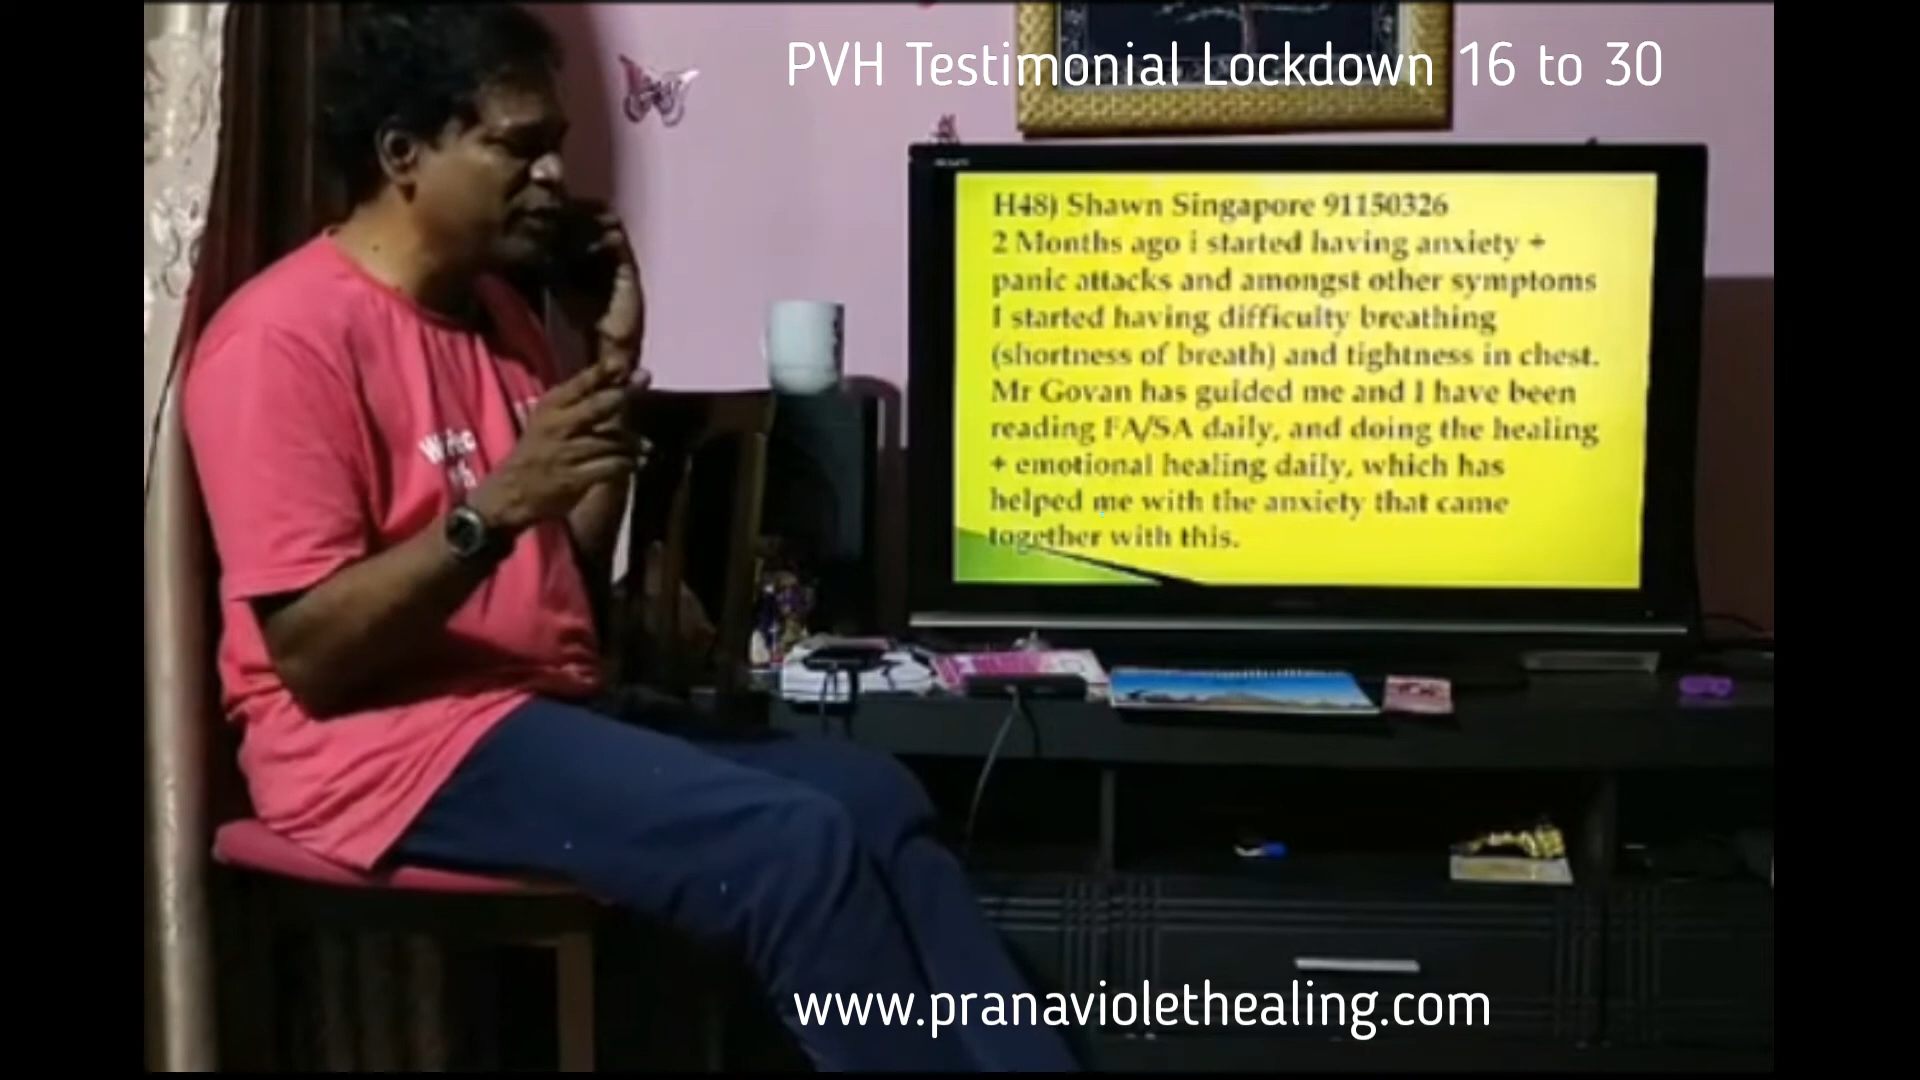 PVH Testimonial Lockdown 16 to 30
H48) Shawn Singapore 91150326
2 Months ago i started having anxiety +
panic attacks and amongst other symptoms
I started having difficulty breathing
(shortness of breath) and tightness in chest.
Mr Govan has guided me and I have been
reading FA/SA daily, and doing the healing
+ emotional healing daily, which has
helped me with the anxiety that came
together with this.
www.pranaviolethealing.com